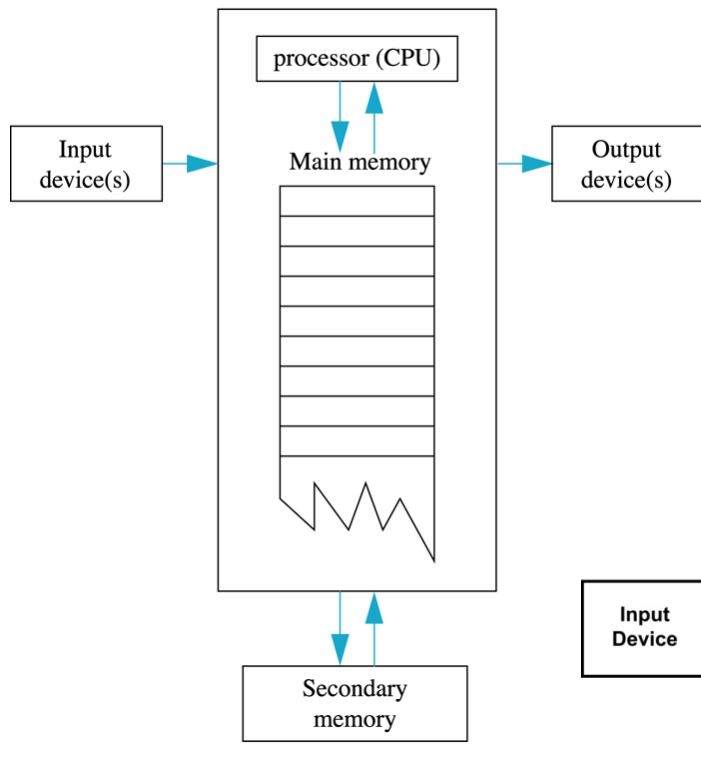 processor (CPU)
Input
device(s)
Main memory
Output
device(s)
Input
Device
Secondary
memory